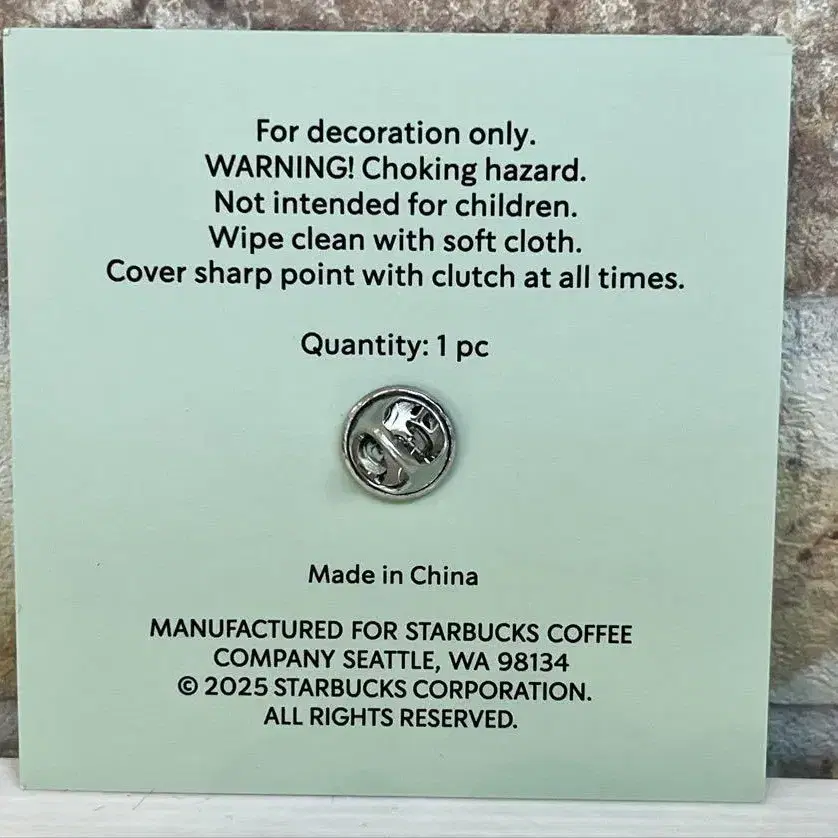 For decoration only.
WARNING! Choking hazard.
Not intended for children.
Wipe clean with soft cloth.
Cover sharp point with clutch at all times.
Quantity: 1 pc
Made in China
MANUFACTURED FOR STARBUCKS COFFEE
COMPANY SEATTLE, WA 98134
© 2025 STARBUCKS CORPORATION.
ALL RIGHTS RESERVED.